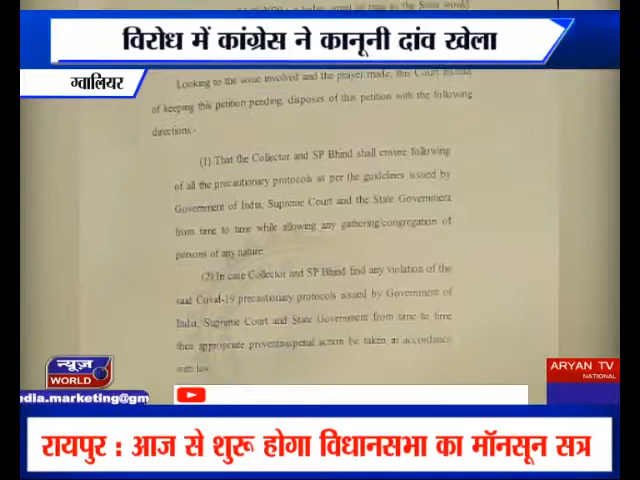 विरोध में कांग्रेस ने कानूनी दांव खेला
ग्वालियर
Looking to the issue involved and the prayer made, this Court instead
of keeping this petition pending, disposes of this petition with the following
directions:-
(1) That the Collector and SP Bhind shall ensure following
of all the precautionary protocols as per the guidelines issued by
Government of India, Supreme Court and the State Government
from time to time while allowing any gathering/congregation of
persons of any nature.
(2) In case Collector and SP Bhind find any violation of the
said Covid-19 precautionary protocols issued by Government of
India, Supreme Court and State Government from time to time
then appropriate preventive/penal action be taken in accordance
with law.
न्यूज़
WORLD
ARYAN TV
NATIONAL
edia.marketing@gm
रायपुर : आज से शुरू होगा विधानसभा का मॉनसून सत्र